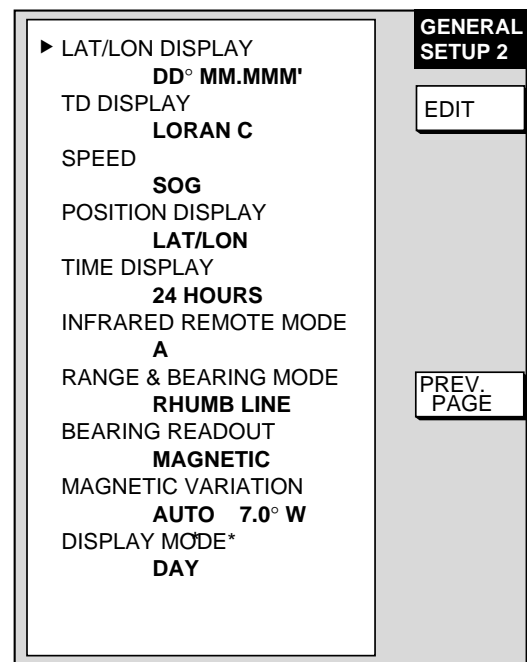 ▶ LAT/LON DISPLAY
DD° MM.MMM'
TD DISPLAY
LORAN C
SPEED
SOG
POSITION DISPLAY
LAT/LON
TIME DISPLAY
24 HOURS
INFRARED REMOTE MODE
A
RANGE & BEARING MODE
RHUMB LINE
BEARING READOUT
MAGNETIC
MAGNETIC VARIATION
AUTO 7.0° W
DISPLAY MODE*
DAY
GENERAL
SETUP 2
EDIT
PREV.
PAGE